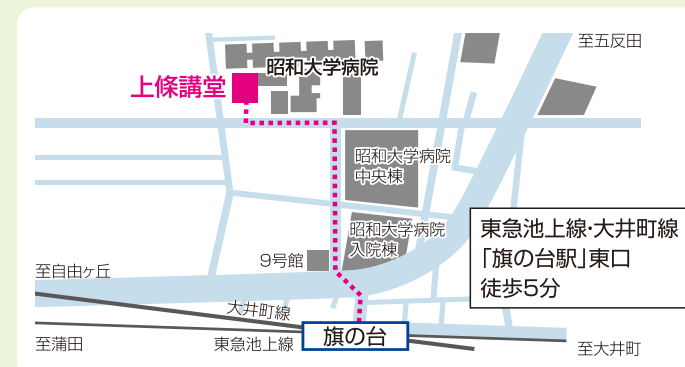 至五反田
昭和大学病院
上條講堂
昭和大学病院
中央棟
昭和大学病院
入院棟
東急池上線・大井町線
「旗の台駅」東口
徒歩5分
9号館
至自由ヶ丘
大井町線
旗の台
至蒲田
東急池上線
至大井町